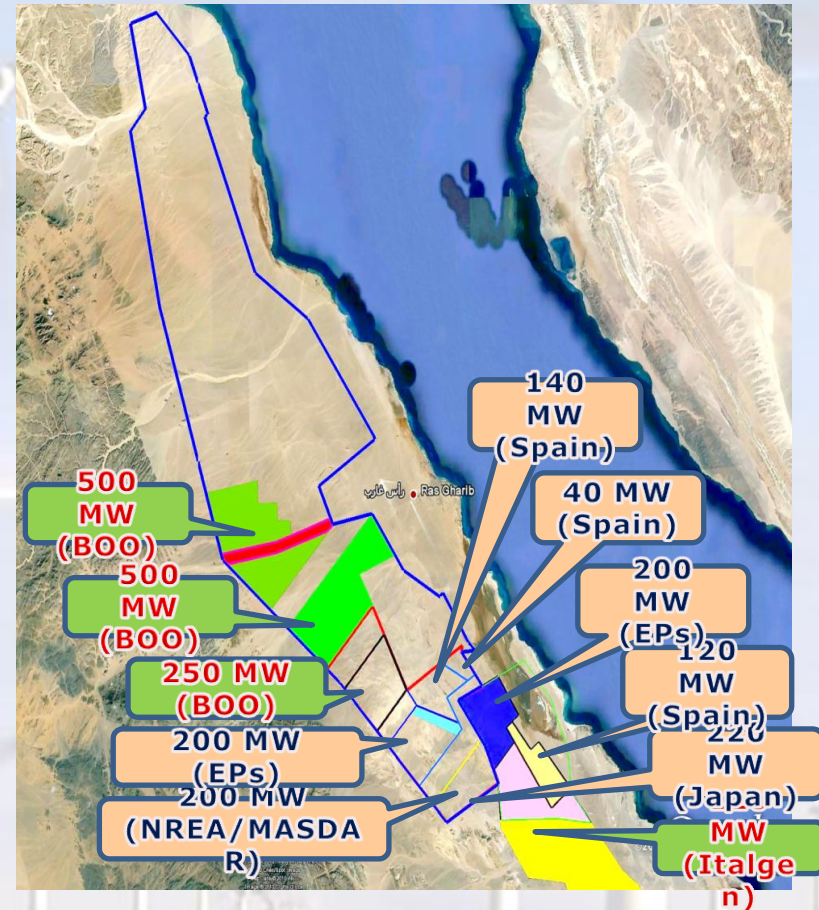 140
MW
(Spain)
40 MW
(Spain)
رأس غارب Ras Gharib
500
MW
(BOO)
500
MW
(BOO)
200
MW
(EPs)
120
MW
(Spain)
250 MW
(BOO)
200 MW
(EPs)
220
MW
(Japan)
200 MW
(NREA/MASDA
R)
MW
(Italge
n)